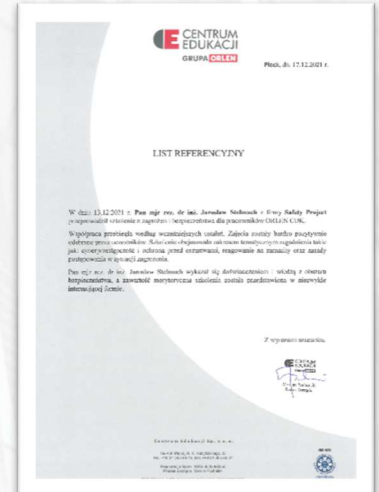 CENTRUM
EDUKACJI
GRUPA ORLEN
Płock, dn. 17.12.2021 r.
LIST REFERENCYJNY
W dniu 13.12.2021 r. Pan mjr rez. dr inż. Jarosław Stelmach z firmy Safety Project
przeprowadził szkolenie z zagrożeń bezpieczeństwa dla pracowników ORLEN CUK.
Współpraca przebiegła według wcześniejszych ustaleń. Zajęcia zostały bardzo pozytywnie
odebrane przez uczestników. Szkolenie obejmowało zakresem tematycznym zagadnienia takie
jak: ochrona przed reagowanie na zamachy oraz zasady
postępowania w sytuacji zagrożenia.
Pan mjr rez. dr inż. Jarosław Stelmach wykazał się doświadczeniem i wiedzą z obszaru
bezpieczeństwa, a zawartość merytoryczna szkolenia została przedstawiona w niezwykle
interesującej formie.
Z wyrazami szacunku,
CENTRUM
EDUKACJI
Centrum Edukacji Sp. z o.o.